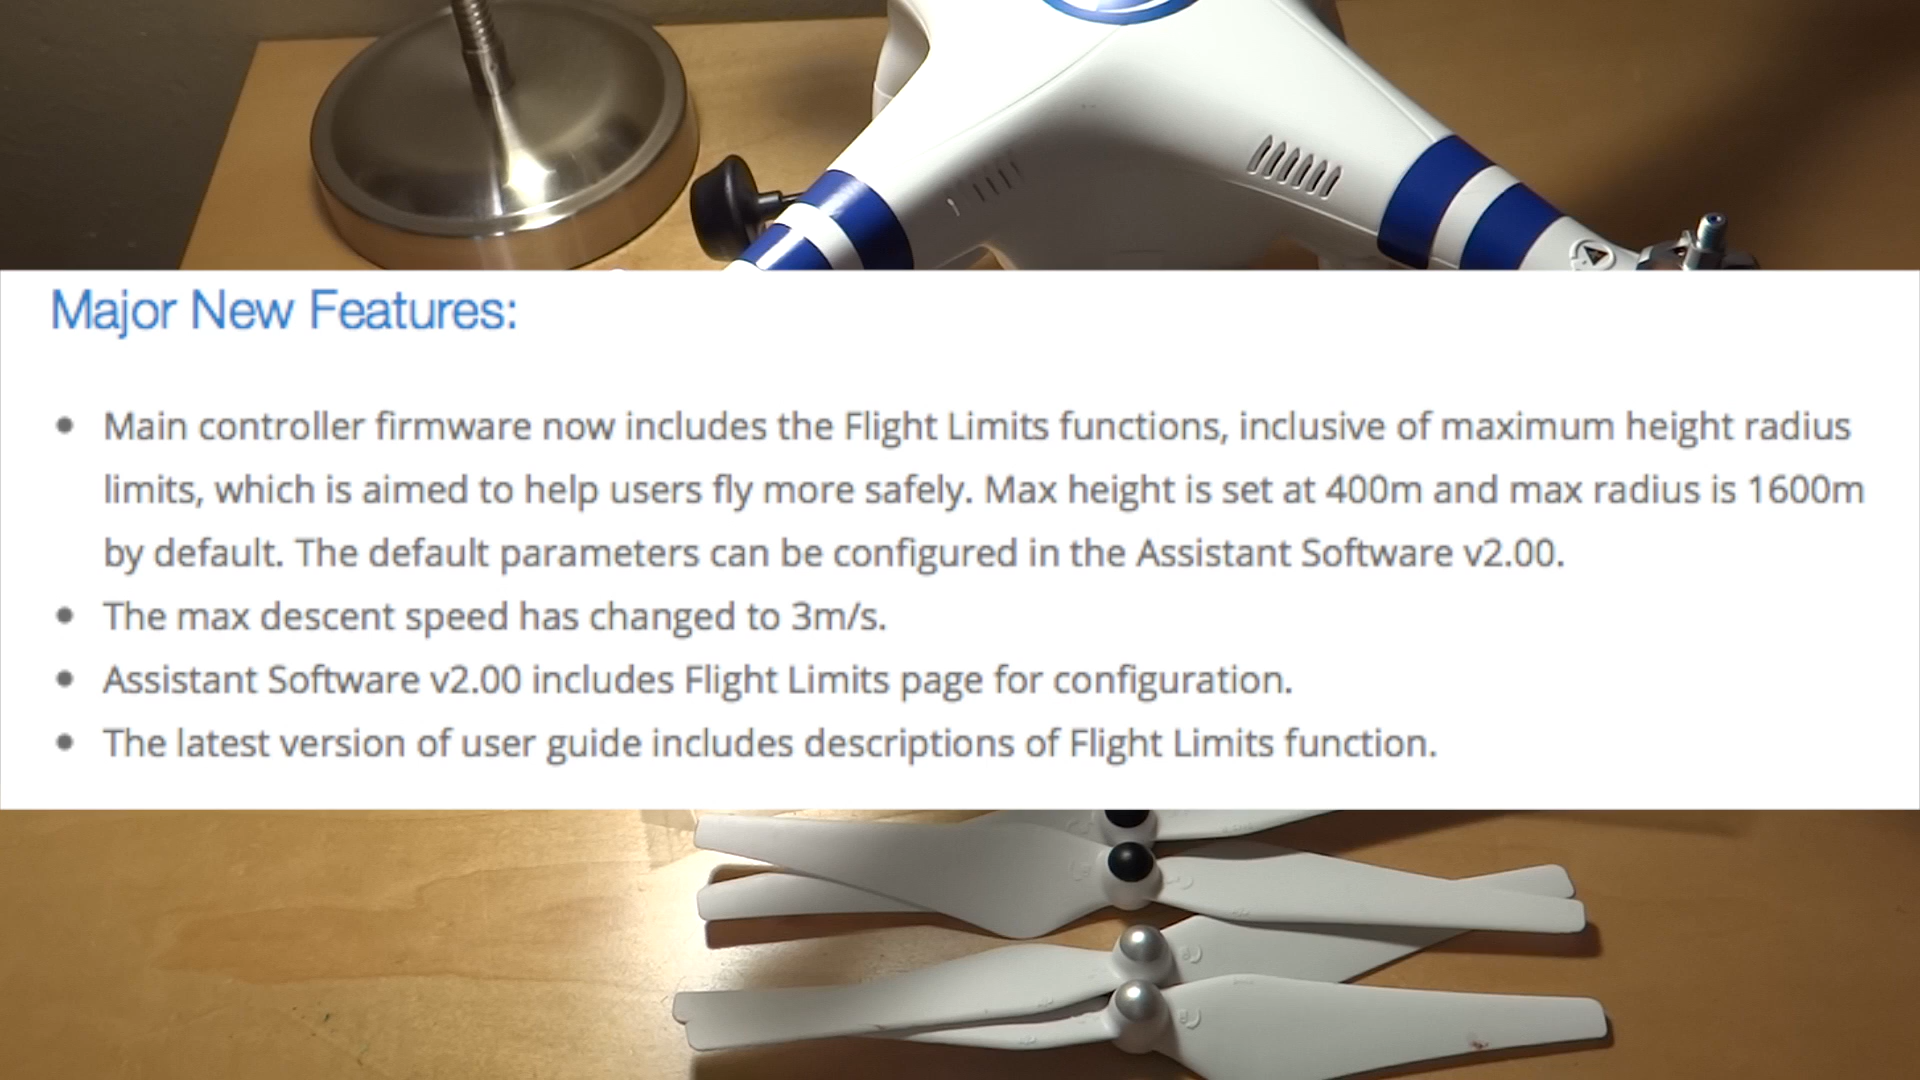 Major New Features:
Main controller firmware now includes the Flight Limits functions, inclusive of maximum height radius
limits, which is aimed to help users fly more safely. Max height is set at 400m and max radius is 1600m
by default. The default parameters can be configured in the Assistant Software v2.00.
The max descent speed has changed to 3m/s.
Assistant Software v2.00 includes Flight Limits page for configuration.
The latest version of user guide includes descriptions of Flight Limits function.